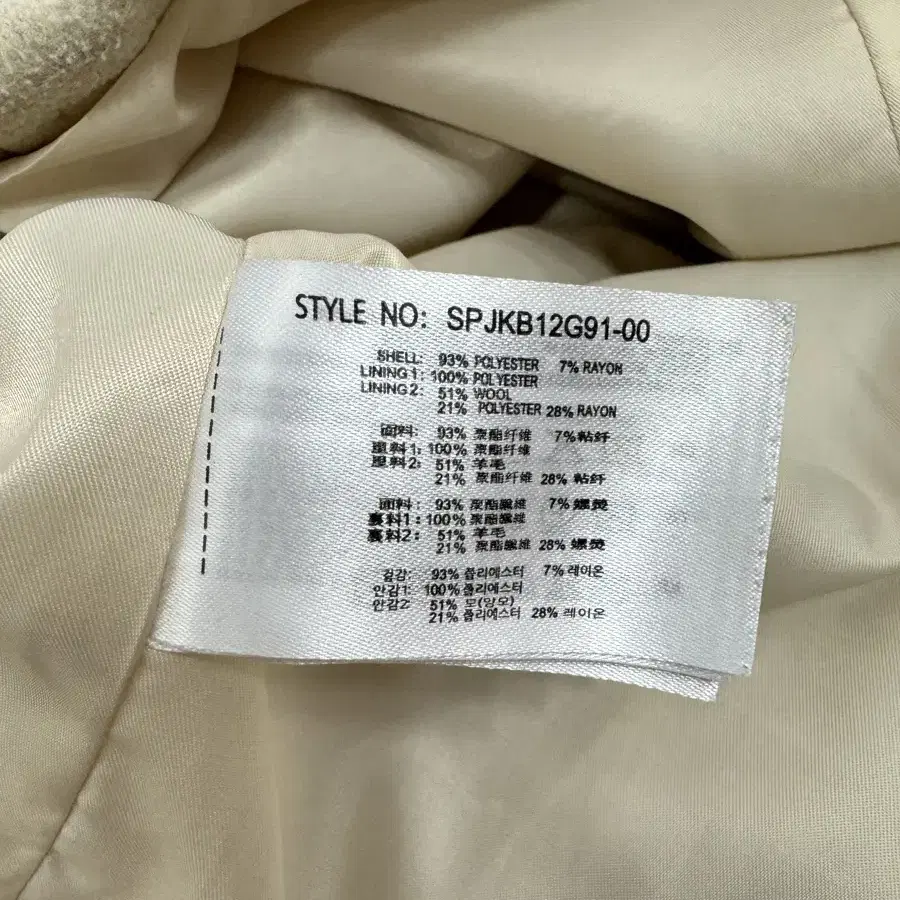 STYLE NO: SPJKB12G91-00
SHELL: 93% POLYESTER 7% RAYON
LINING 1: 100% POLYESTER
LINING 2: 51% WOOL
21% POLYESTER 28% RAYON
面料: 93% 聚酯纤维 7% 粘纤
里料1: 100% 聚酯纤维
里料2: 51% 羊毛
21% 聚酯纤维 28% 粘纤
面料: 93% 聚酯纖維 7% 嫘荧
裏料1: 100% 聚酯纖維
裏料2: 51% 羊毛
21% 聚酯纖維 28% 嫘荧
겉감: 93% 폴리에스터 7% 레이온
안감1: 100% 폴리에스터
안감2: 51% 모(양모)
21% 폴리에스터 28% 레이온